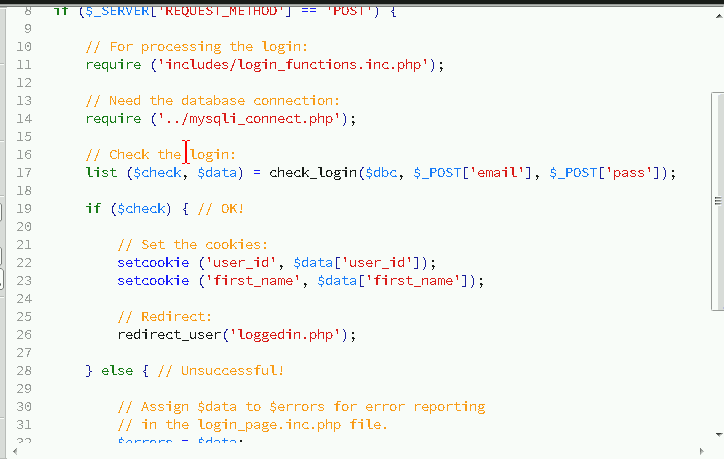 8 if ($_SERVER['REQUEST_METHOD'] == 'POST') {
9
10 // For processing the login:
11 require ('includes/login_functions.inc.php');
12
13 // Need the database connection:
14 require ('../mysqli_connect.php');
15
16 // Check the login:
17 list ($check, $data) = check_login($dbc, $_POST['email'], $_POST['pass']);
18
19 if ($check) { // OK!
20
21 // Set the cookies:
22 setcookie ('user_id', $data['user_id']);
23 setcookie ('first_name', $data['first_name']);
24
25 // Redirect:
26 redirect_user('loggedin.php');
27
28 } else { // Unsuccessful!
29
30 // Assign $data to $errors for error reporting
31 // in the login_page.inc.php file.
32 $errors = $data;